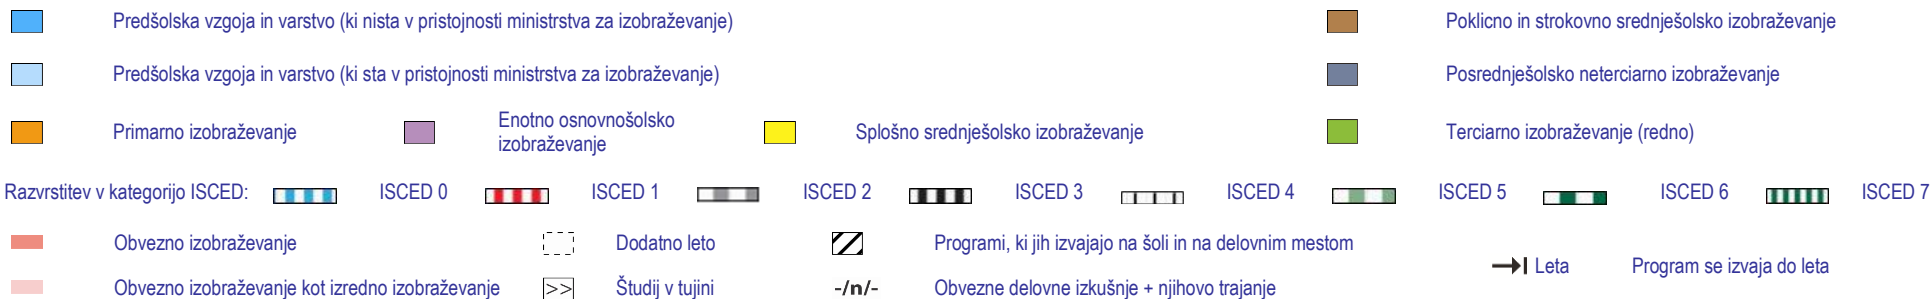 Predšolska vzgoja in varstvo (ki nista v pristojnosti ministrstva za izobraževanje)
Poklicno in strokovno srednješolsko izobraževanje
Predšolska vzgoja in varstvo (ki sta v pristojnosti ministrstva za izobraževanje)
Posrednješolsko neterciarno izobraževanje
Primarno izobraževanje
Enotno osnovnošolsko
izobraževanje
Splošno srednješolsko izobraževanje
Terciarno izobraževanje (redno)
Razvrstitev v kategorijo ISCED: ISCED 0 ISCED 1 ISCED 2 ISCED 3 ISCED 4 ISCED 5 ISCED 6 ISCED 7
Obvezno izobraževanje
Dodatno leto
Programi, ki jih izvajajo na šoli in na delovnim mestom
Leta Program se izvaja do leta
Obvezno izobraževanje kot izredno izobraževanje
>> Študij v tujini
-/n/- Obvezne delovne izkušnje + njihovo trajanje